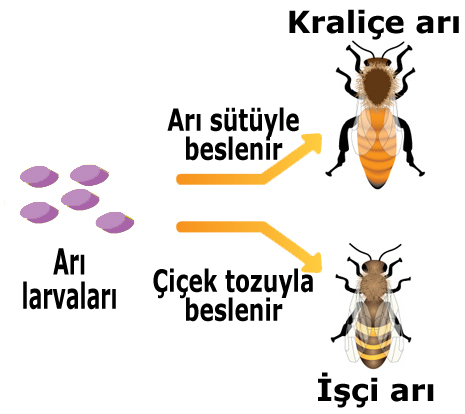 Kraliçe arı
Arı sütüyle
beslenir
Arı
larvaları
Çiçek tozuyla
beslenir
İşçi arı